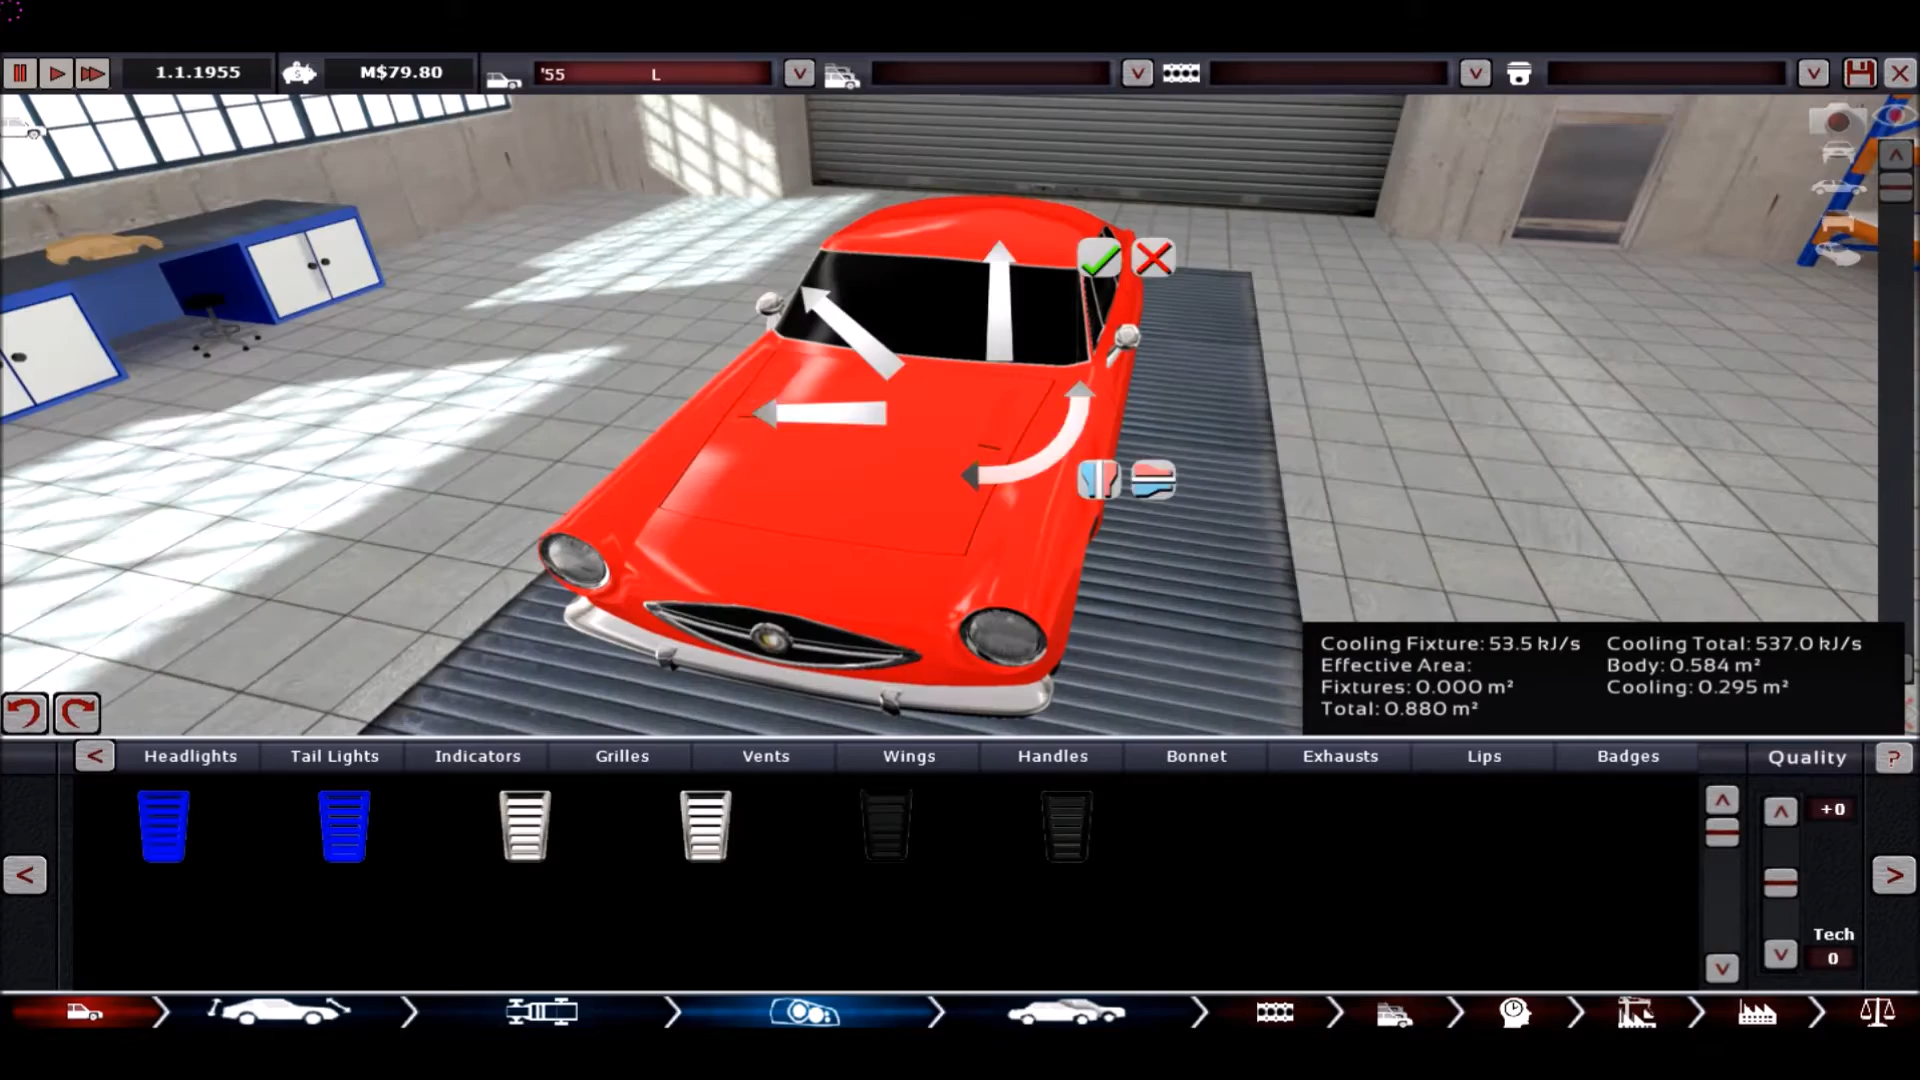 1.1.1955
M$79.80
'55 L
Cooling Fixture: 53.5 kJ/s
Effective Area:
Fixtures: 0.000 m²
Total: 0.880 m²
Cooling Total: 537.0 kJ/s
Body: 0.584 m²
Cooling: 0.295 m²
Headlights Tail Lights Indicators Grilles Vents Wings Handles Bonnet Exhausts Lips Badges Quality ?
+0
Tech
0